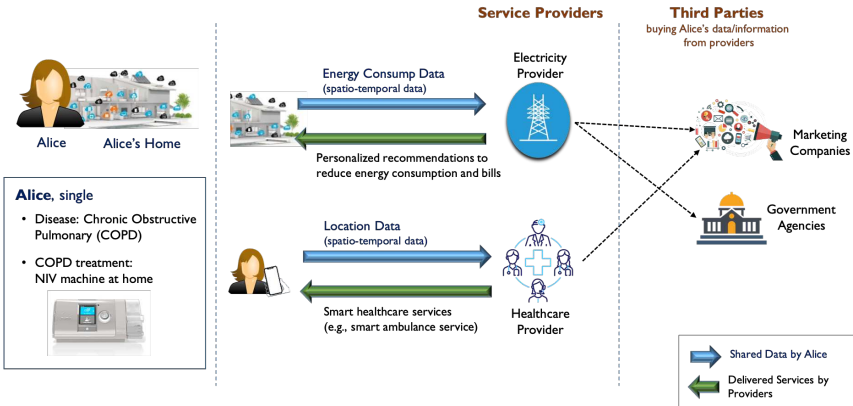 Service Providers
Third Parties
buying Alice's data/information
from providers
Alice
Alice's Home
Alice, single
• Disease: Chronic Obstructive
Pulmonary (COPD)
• COPD treatment:
NIV machine at home
Energy Consump Data
(spatio-temporal data)
Personalized recommendations to
reduce energy consumption and bills
Electricity
Provider
Location Data
(spatio-temporal data)
Smart healthcare services
(e.g., smart ambulance service)
Healthcare
Provider
Marketing
Companies
Government
Agencies
Shared Data by Alice
Delivered Services by
Providers